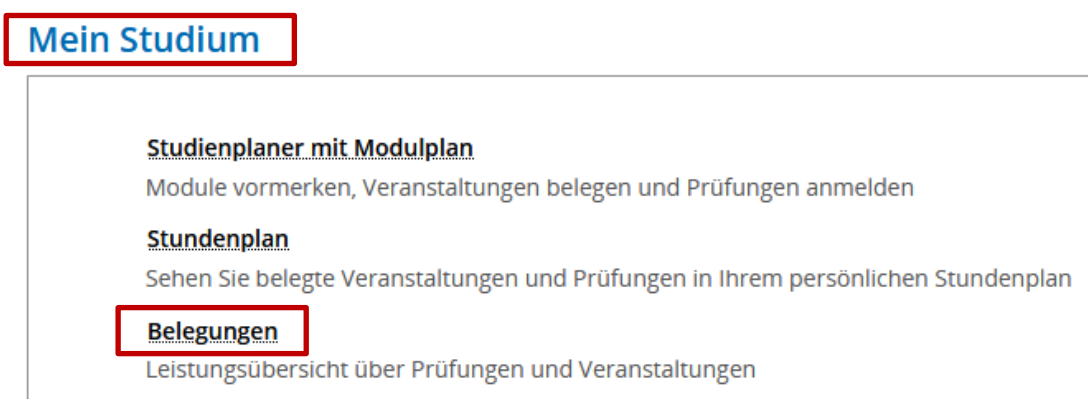 Mein Studium
Studienplaner mit Modulplan
Module vormerken, Veranstaltungen belegen und Prüfungen anmelden
Stundenplan
Sehen Sie belegte Veranstaltungen und Prüfungen in Ihrem persönlichen Stundenplan
Belegungen
Leistungsübersicht über Prüfungen und Veranstaltungen